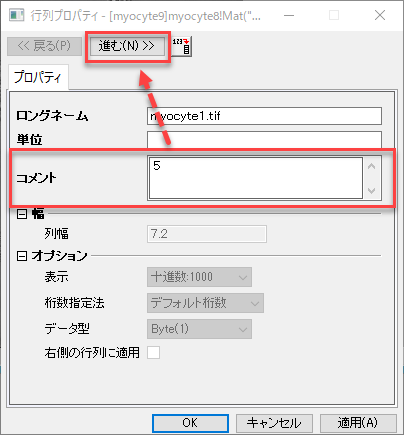 行列プロパティ - [myocyte9]myocyte8!Mat("...
<< 戻る(P)
進む(N) >>
123
プロパティ
ロングネーム
myocyte1.tif
単位
コメント
5
幅
列幅
7.2
オプション
表示
十進数:1000
桁数指定法
デフォルト桁数
データ型
Byte(1)
右側の行列に適用
OK
キャンセル
適用(A)